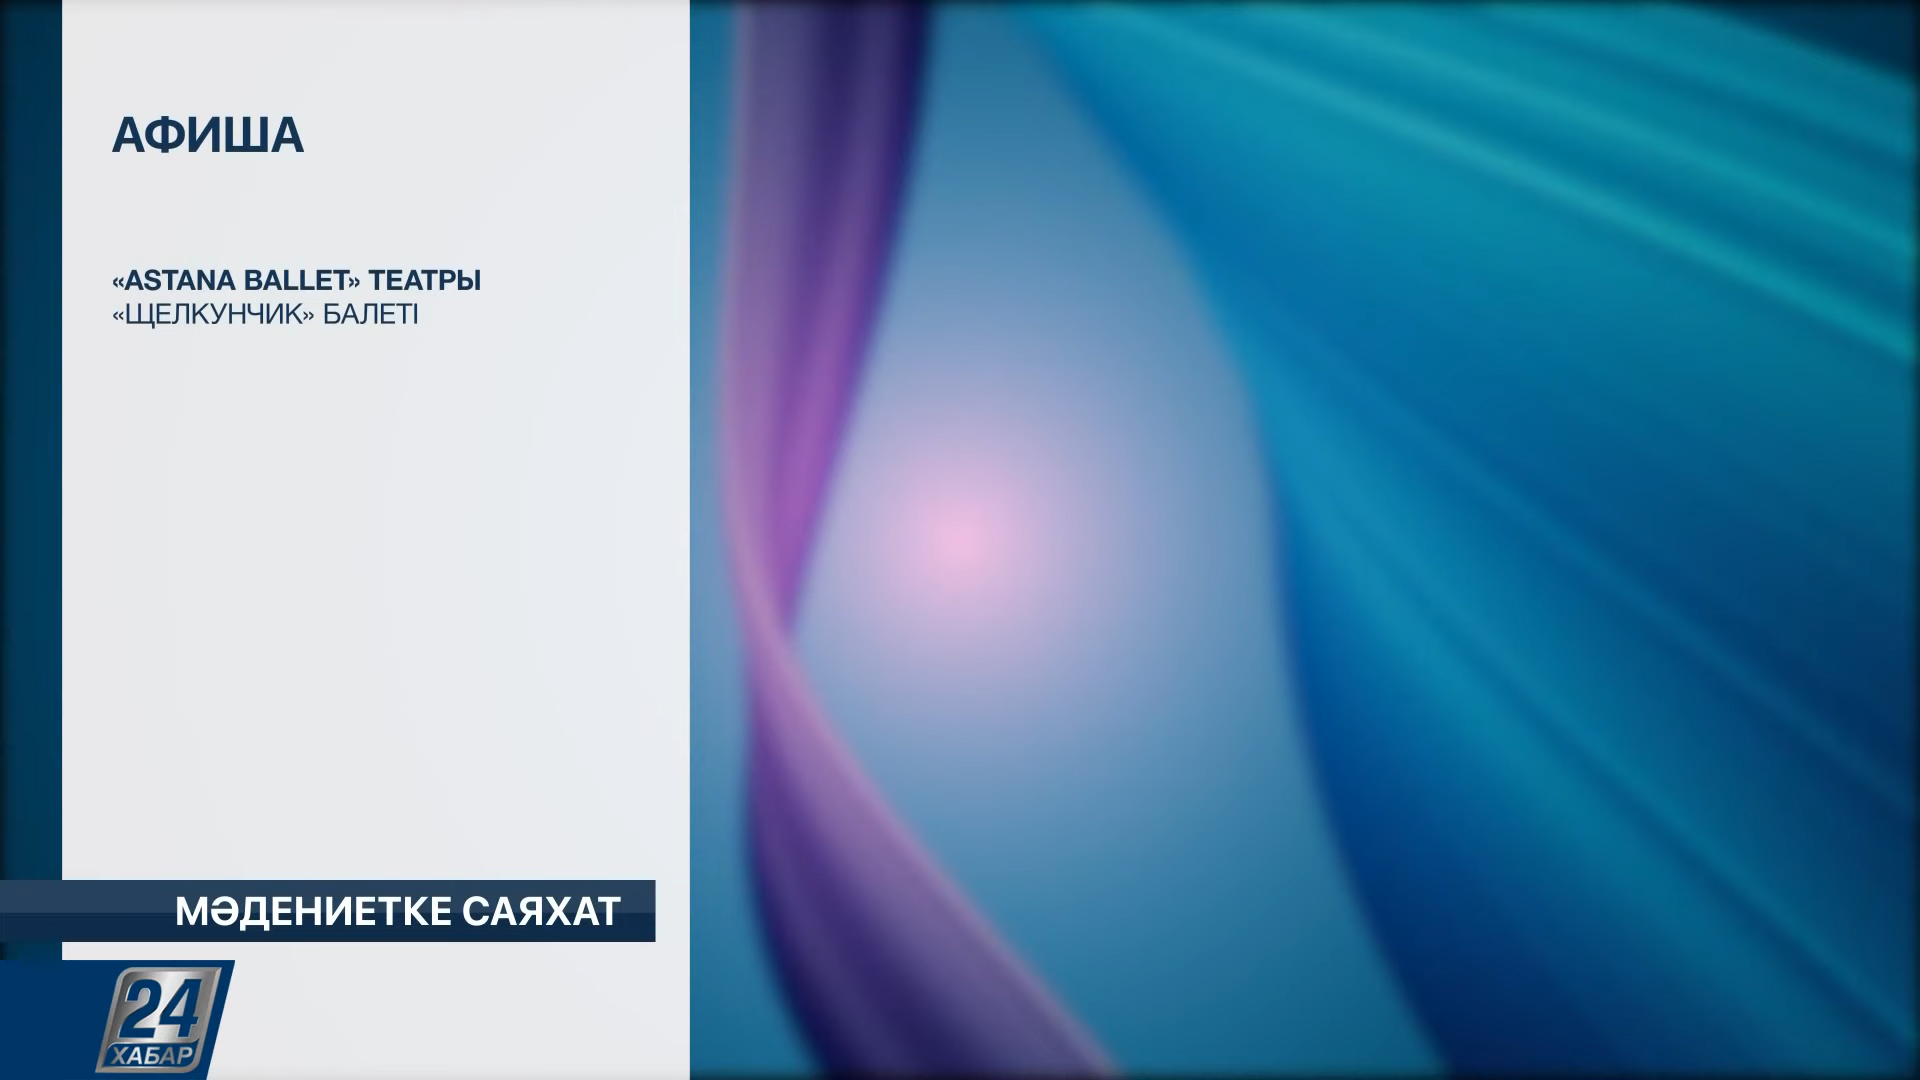 АФИША
«ASTANA BALLET» ТЕАТРЫ
«ЩЕЛКУНЧИК» БАЛЕТІ
МӘДЕНИЕТКЕ САЯХАТ
24
ХАБАР